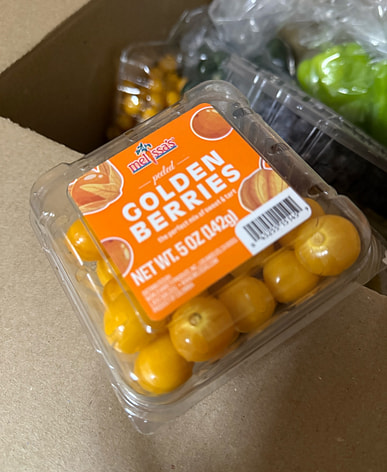 melissa's
peeled
GOLDEN
BERRIES
the perfect mix of sweet & tart
NET WT. 5 OZ (142g)